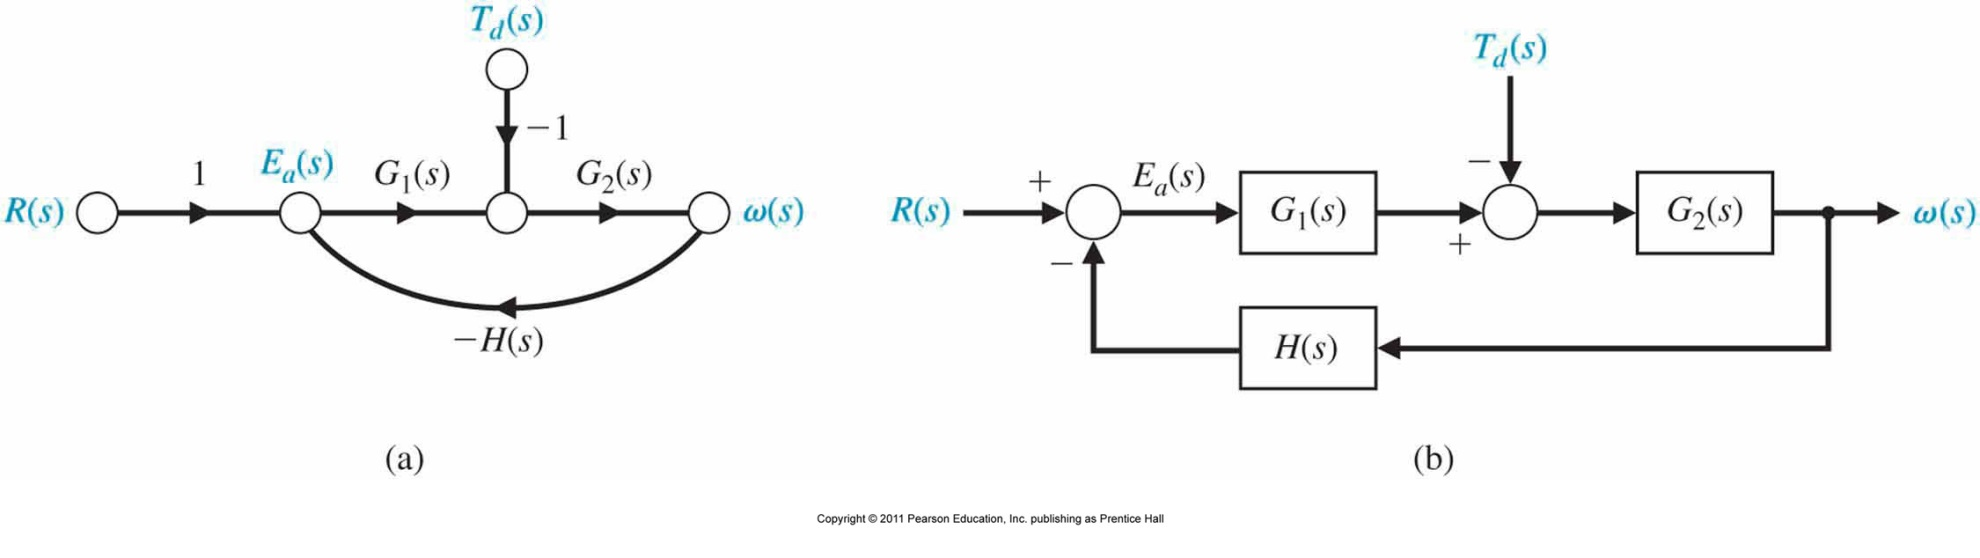 T_d(s)
−1
1
E_a(s)
G_1(s)
G_2(s)
R(s)
ω(s)
−H(s)
(a)
T_d(s)
−
+
E_a(s)
R(s)
G_1(s)
+
G_2(s)
ω(s)
−
H(s)
(b)
Copyright © 2011 Pearson Education, Inc. publishing as Prentice Hall